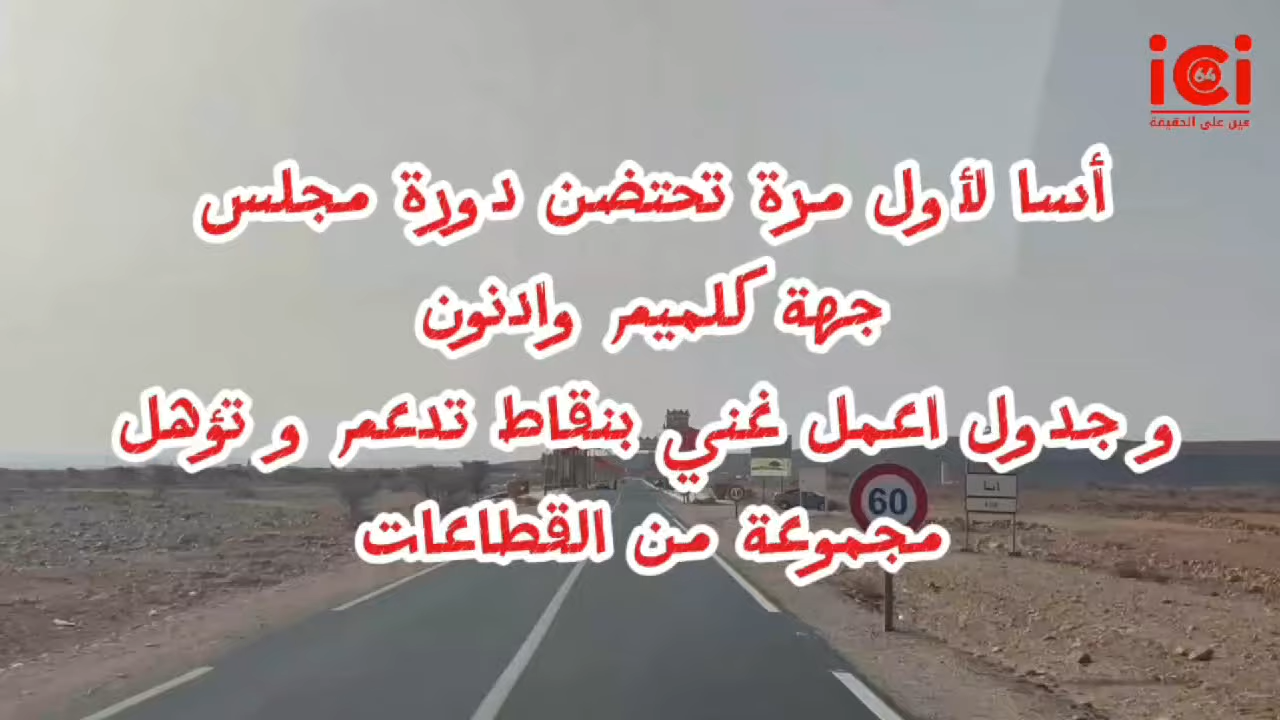 iCi
64
عين على الحقيقة
أسا لأول مرة تحتضن دورة مجلس
جهة كلميم وادنون
و جدول اعمل غني بنقاط تدعم و تؤهل
مجموعة من القطاعات
60